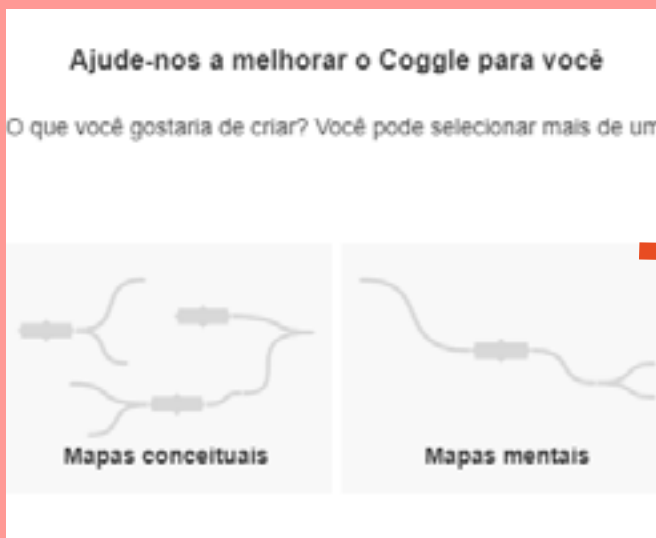 Ajude-nos a melhorar o Coggle para você
O que você gostaria de criar? Você pode selecionar mais de um
Mapas conceituais
Mapas mentais